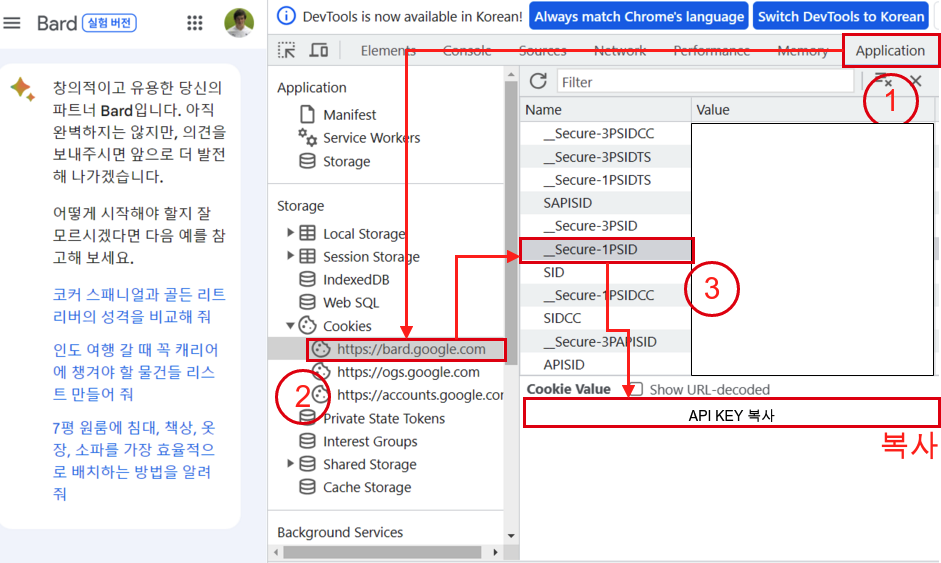 Bard 실험 버전
창의적이고 유용한 당신의
파트너 Bard입니다. 아직
완벽하지는 않지만, 의견을
보내주시면 앞으로 더 발전
해 나가겠습니다.
어떻게 시작해야 할지 잘
모르시겠다면 다음 예를 참
고해 보세요.
코커 스패니얼과 골든 리트
리버의 성격을 비교해 줘
인도 여행 갈 때 꼭 캐리어
에 챙겨야 할 물건들 리스
트 만들어 줘
7평 원룸에 침대, 책상, 옷
장, 소파를 가장 효율적으
로 배치하는 방법을 알려
줘
DevTools is now available in Korean! Always match Chrome's language Switch DevTools to Korean
Elements Console Sources Network Performance Memory Application
Application
Manifest
Service Workers
Storage
Storage
Local Storage
Session Storage
IndexedDB
Web SQL
Cookies
https://bard.google.com
https://ogs.google.com
2
https://accounts.google.cor
Private State Tokens
Interest Groups
Shared Storage
Cache Storage
Background Services
Filter
1
Name Value
__Secure-3PSIDCC
__Secure-3PSIDTS
__Secure-1PSIDTS
SAPISID
__Secure-3PSID
__Secure-1PSID
SID
3
__Secure-1PSIDCC
SIDCC
__Secure-3PAPISID
APISID
Cookie Value Show URL-decoded
API KEY 복사
복사